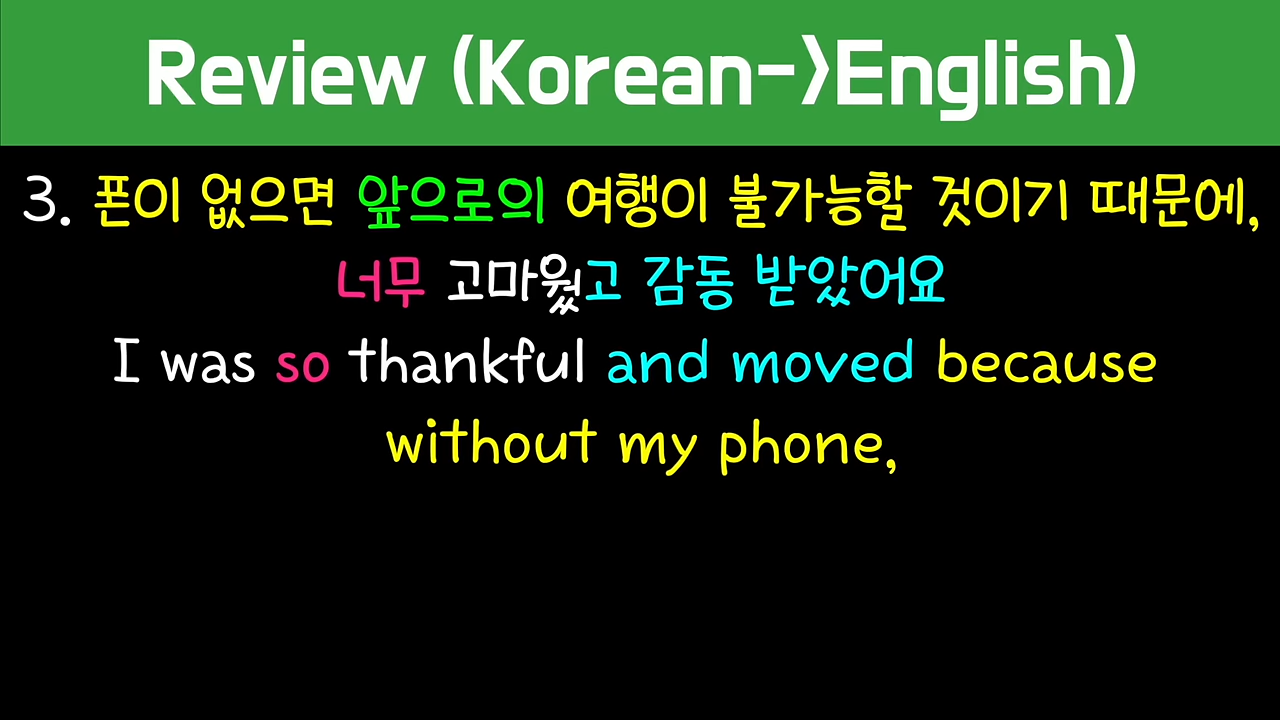 Review (Korean->English)
3. 폰이 없으면 앞으로의 여행이 불가능할 것이기 때문에,
너무 고마웠고 감동 받았어요
I was so thankful and moved because
without my phone,